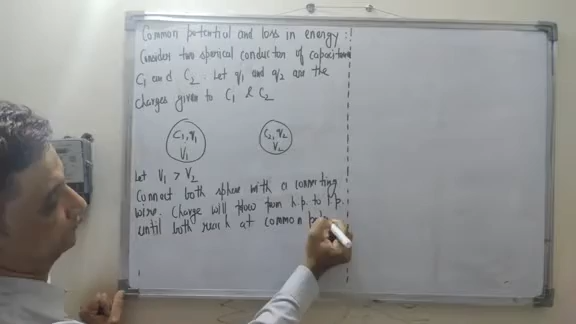 Common potential and loss in energy :
Consider two sperical conductor of capacitance
C1 and C2. Let q1 and q2 are the
charges given to C1 & C2
C1, q1
V1
C2, q2
V2
Let V1 > V2
Connect both sphere with a connecting
wire. Charge will flow from h.p. to l.p.
until both reach at common